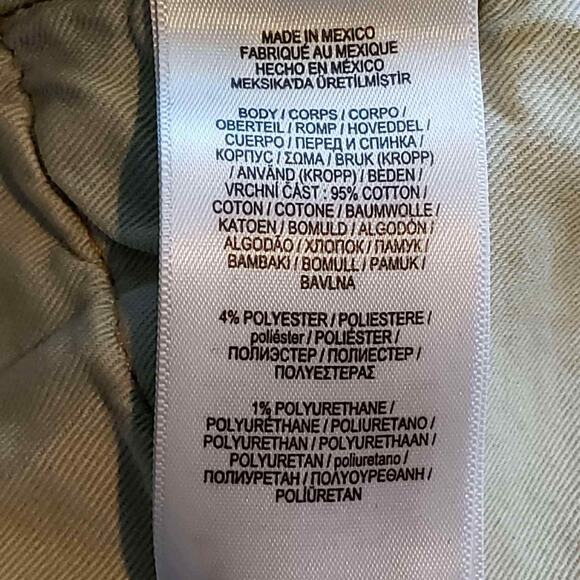 MADE IN MEXICO
FABRIQUÉ AU MEXIQUE
HECHO EN MÉXICO
MEKSIKA'DA ÜRETİLMİŞTİR
BODY / CORPS / CORPO /
OBERTEIL / ROMP / HOVEDDEL /
CUERPO / ПЕРЕД И СПИНКА /
КОРПУС / ΣΩΜΑ / BRUK (KROPP)
/ ANVÄND (KROPP) / BEDEN /
VRCHNÍ ČÁST : 95% COTTON /
COTON / COTONE / BAUMWOLLE /
KATOEN / BOMULD / ALGODÓN /
ALGODÃO / ХЛОПОК / ПАМУК /
BAMBAKI / BOMULL / PAMUK /
BAVLNA
4% POLYESTER / POLIESTERE /
poliéster / POLIÉSTER /
ПОЛИЭСТЕР / ПОЛИЕСТЕР /
ΠΟΛΥΕΣΤΕΡΑΣ
1% POLYURETHANE /
POLYURÉTHANE / POLIURETANO /
POLYURETHAN / POLYURETHAAN /
POLYURETAN / poliuretano /
ПОЛИУРЕТАН / ΠΟΛΥΟΥΡΕΘΑΝΗ /
POLİÜRETAN